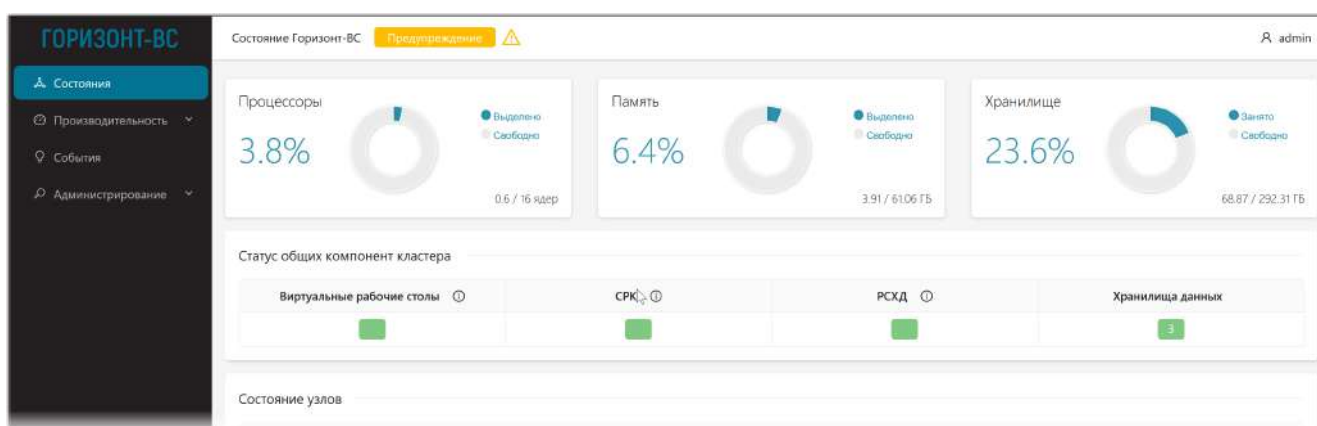 ГОРИЗОНТ-ВС
Состояние Горизонт-ВС Предупреждение
admin
Состояния
Производительность
События
Администрирование
Процессоры
3.8%
Выделено
Свободно
0.6 / 16 ядер
Память
6.4%
Выделено
Свободно
3.91 / 61.06 ГБ
Хранилище
23.6%
Занято
Свободно
68.87 / 292.31 ГБ
Статус общих компонент кластера
Виртуальные рабочие столы СРК РСХД Хранилища данных
3
Состояние узлов